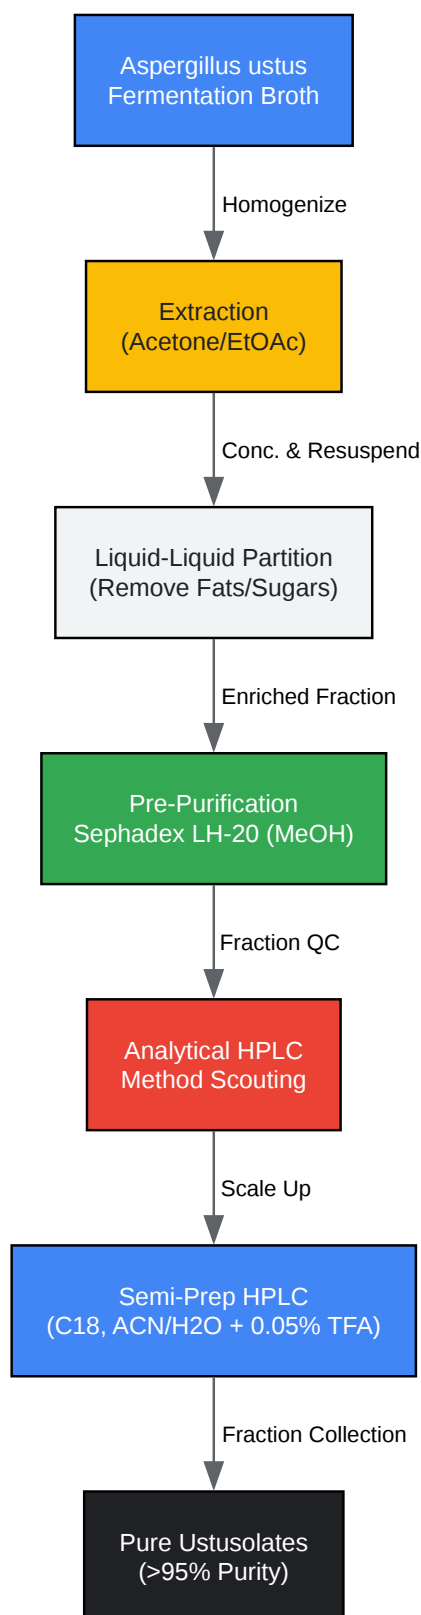 Aspergillus ustus
Fermentation Broth
Homogenize
Extraction
(Acetone/EtOAc)
Conc. & Resuspend
Liquid-Liquid Partition
(Remove Fats/Sugars)
Enriched Fraction
Pre-Purification
Sephadex LH-20 (MeOH)
Fraction QC
Analytical HPLC
Method Scouting
Scale Up
Semi-Prep HPLC
(C18, ACN/H2O + 0.05% TFA)
Fraction Collection
Pure Ustusolates
(>95% Purity)